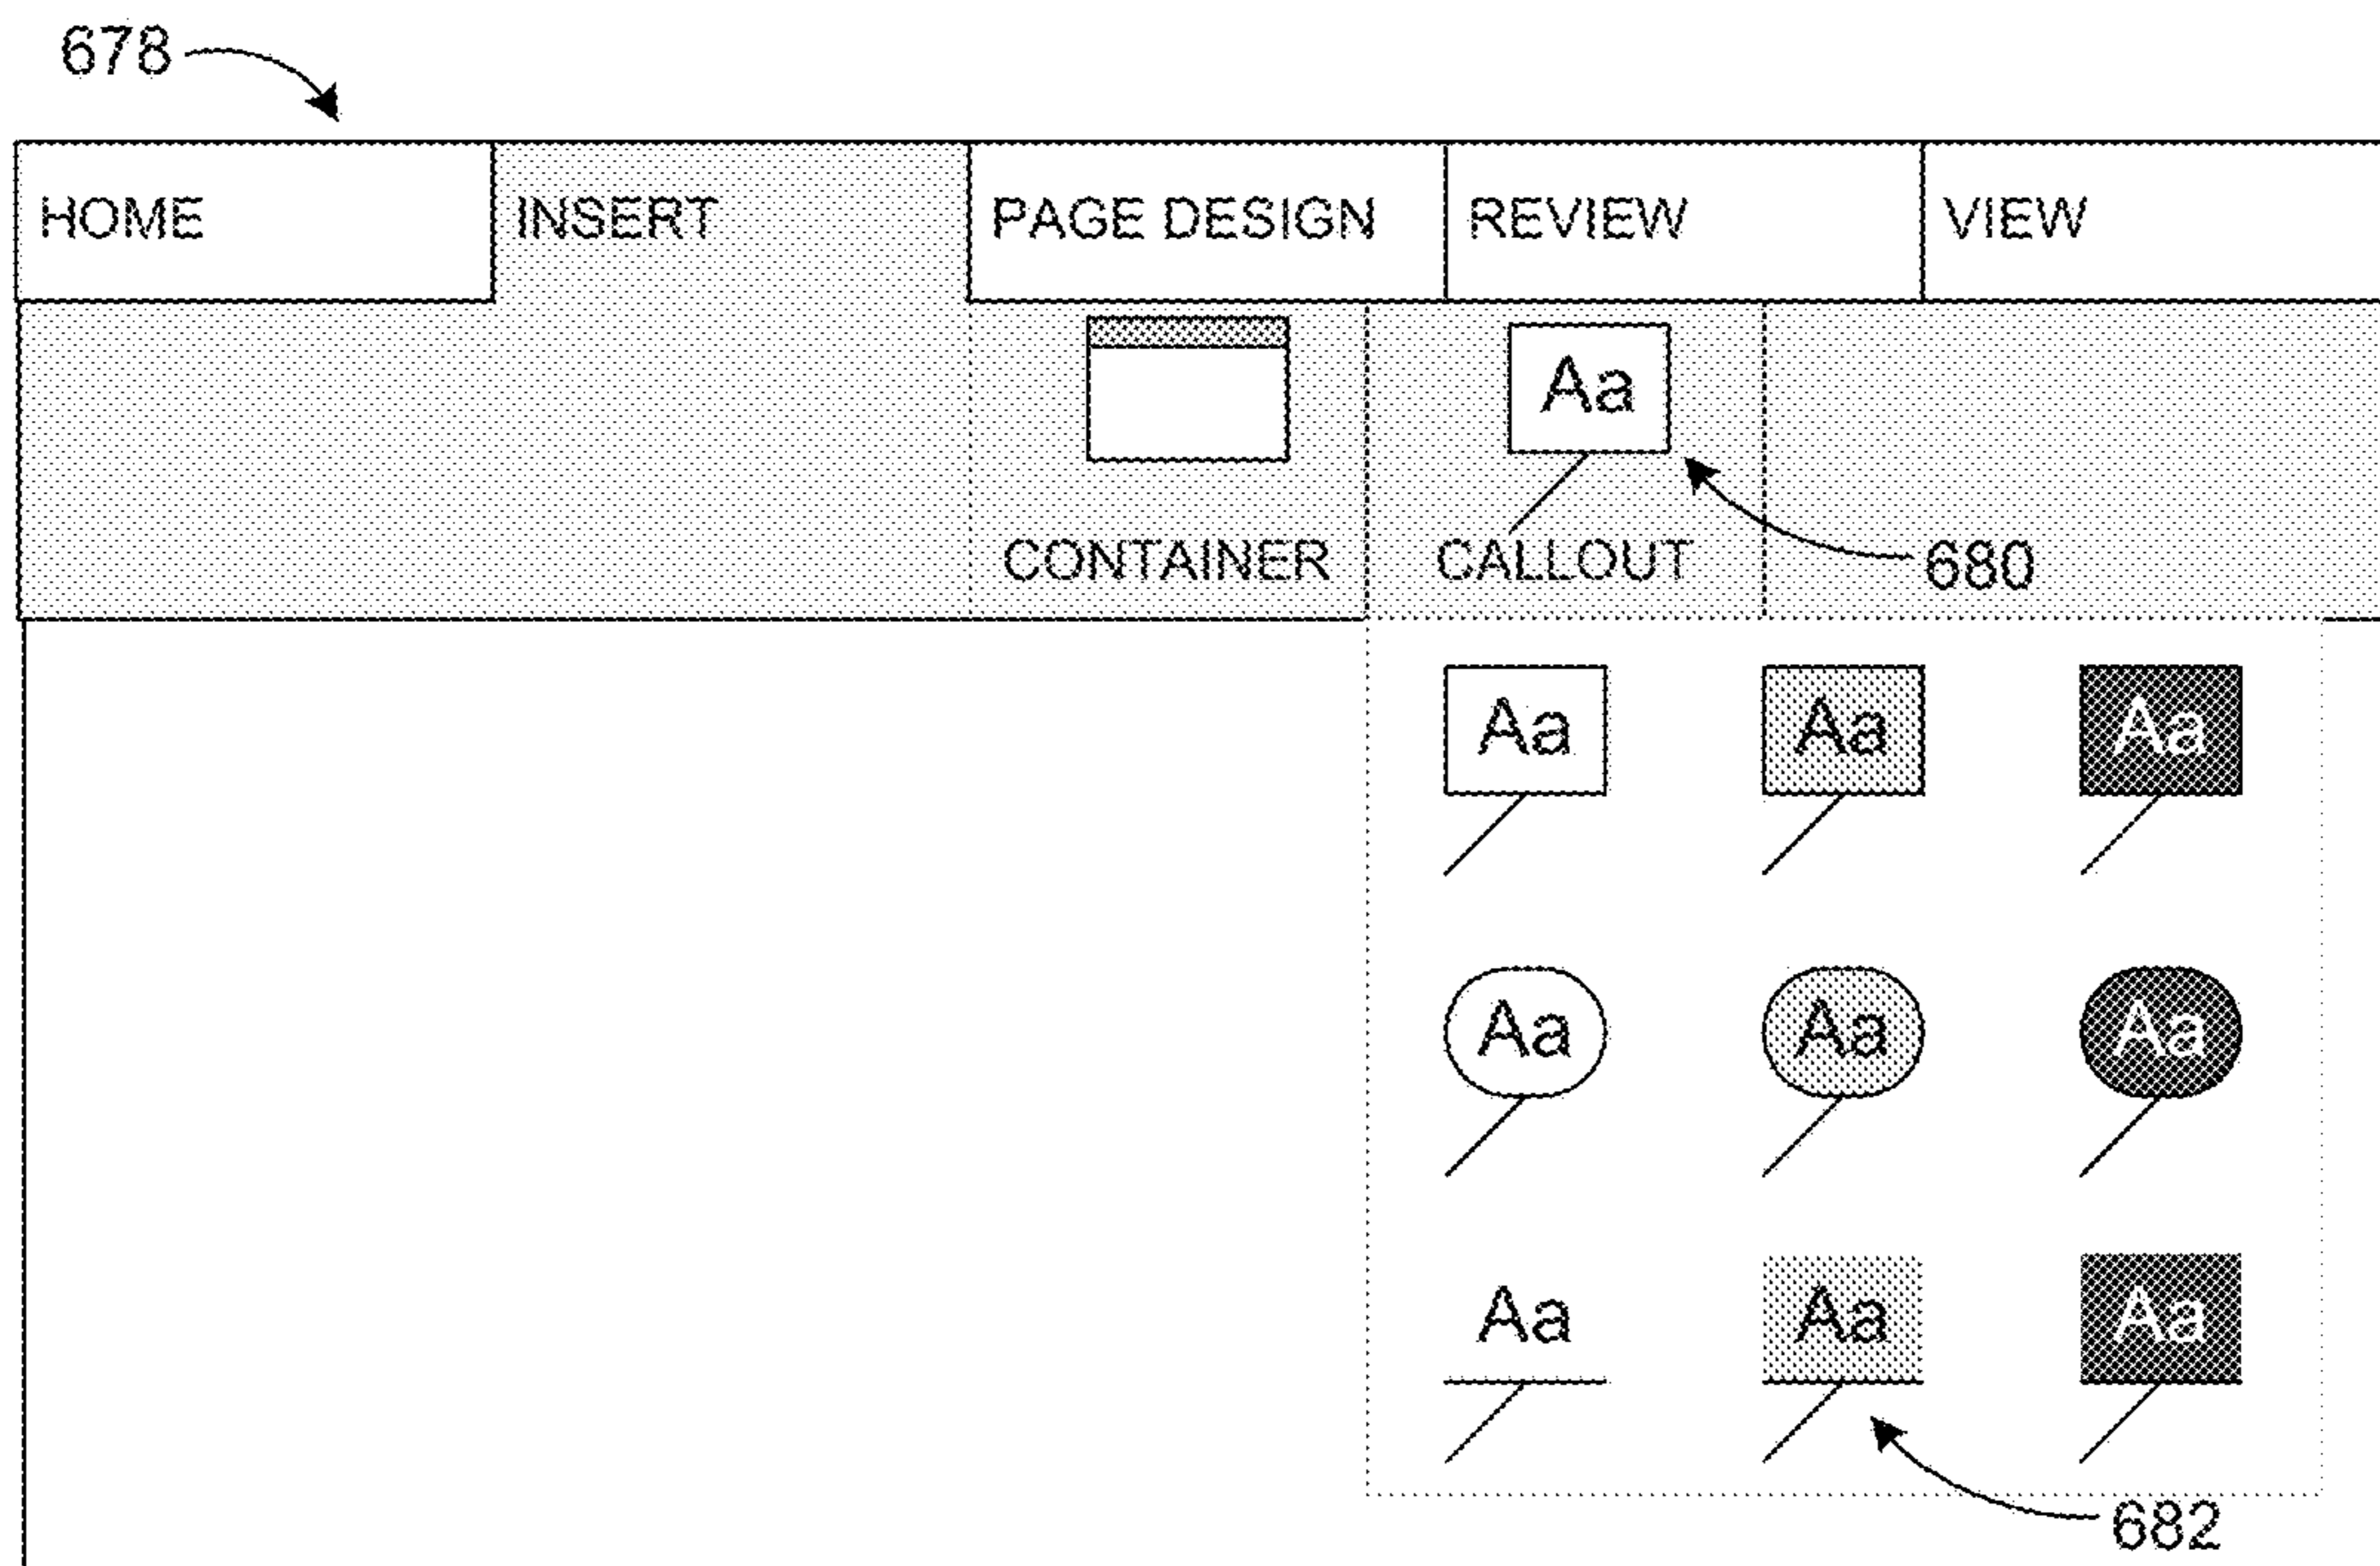 678
HOME INSERT PAGE DESIGN REVIEW VIEW
Aa
CONTAINER CALLOUT 680
Aa Aa Aa
Aa Aa Aa
Aa Aa Aa
682